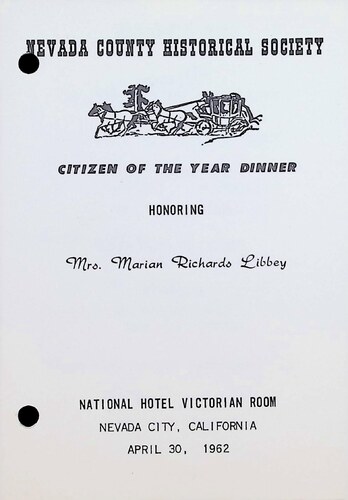 NEVADA COUNTY HISTORICAL SOCIETY
CITIZEN OF THE YEAR DINNER
HONORING
Mrs. Marian Richards Libbey
NATIONAL HOTEL VICTORIAN ROOM
NEVADA CITY, CALIFORNIA
APRIL 30, 1962